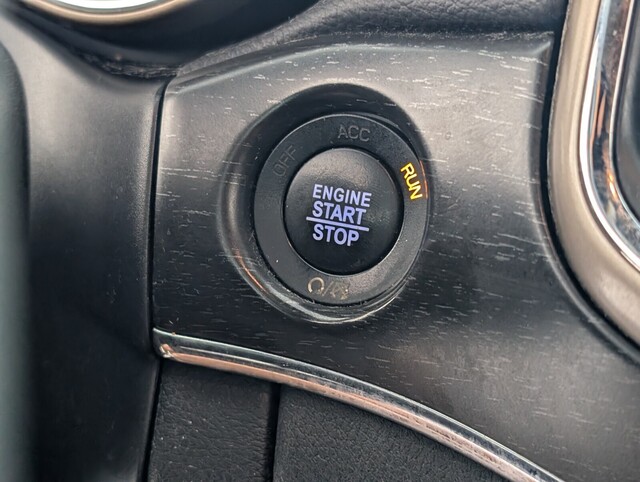 OFF
ACC
RUN
ENGINE
START
STOP